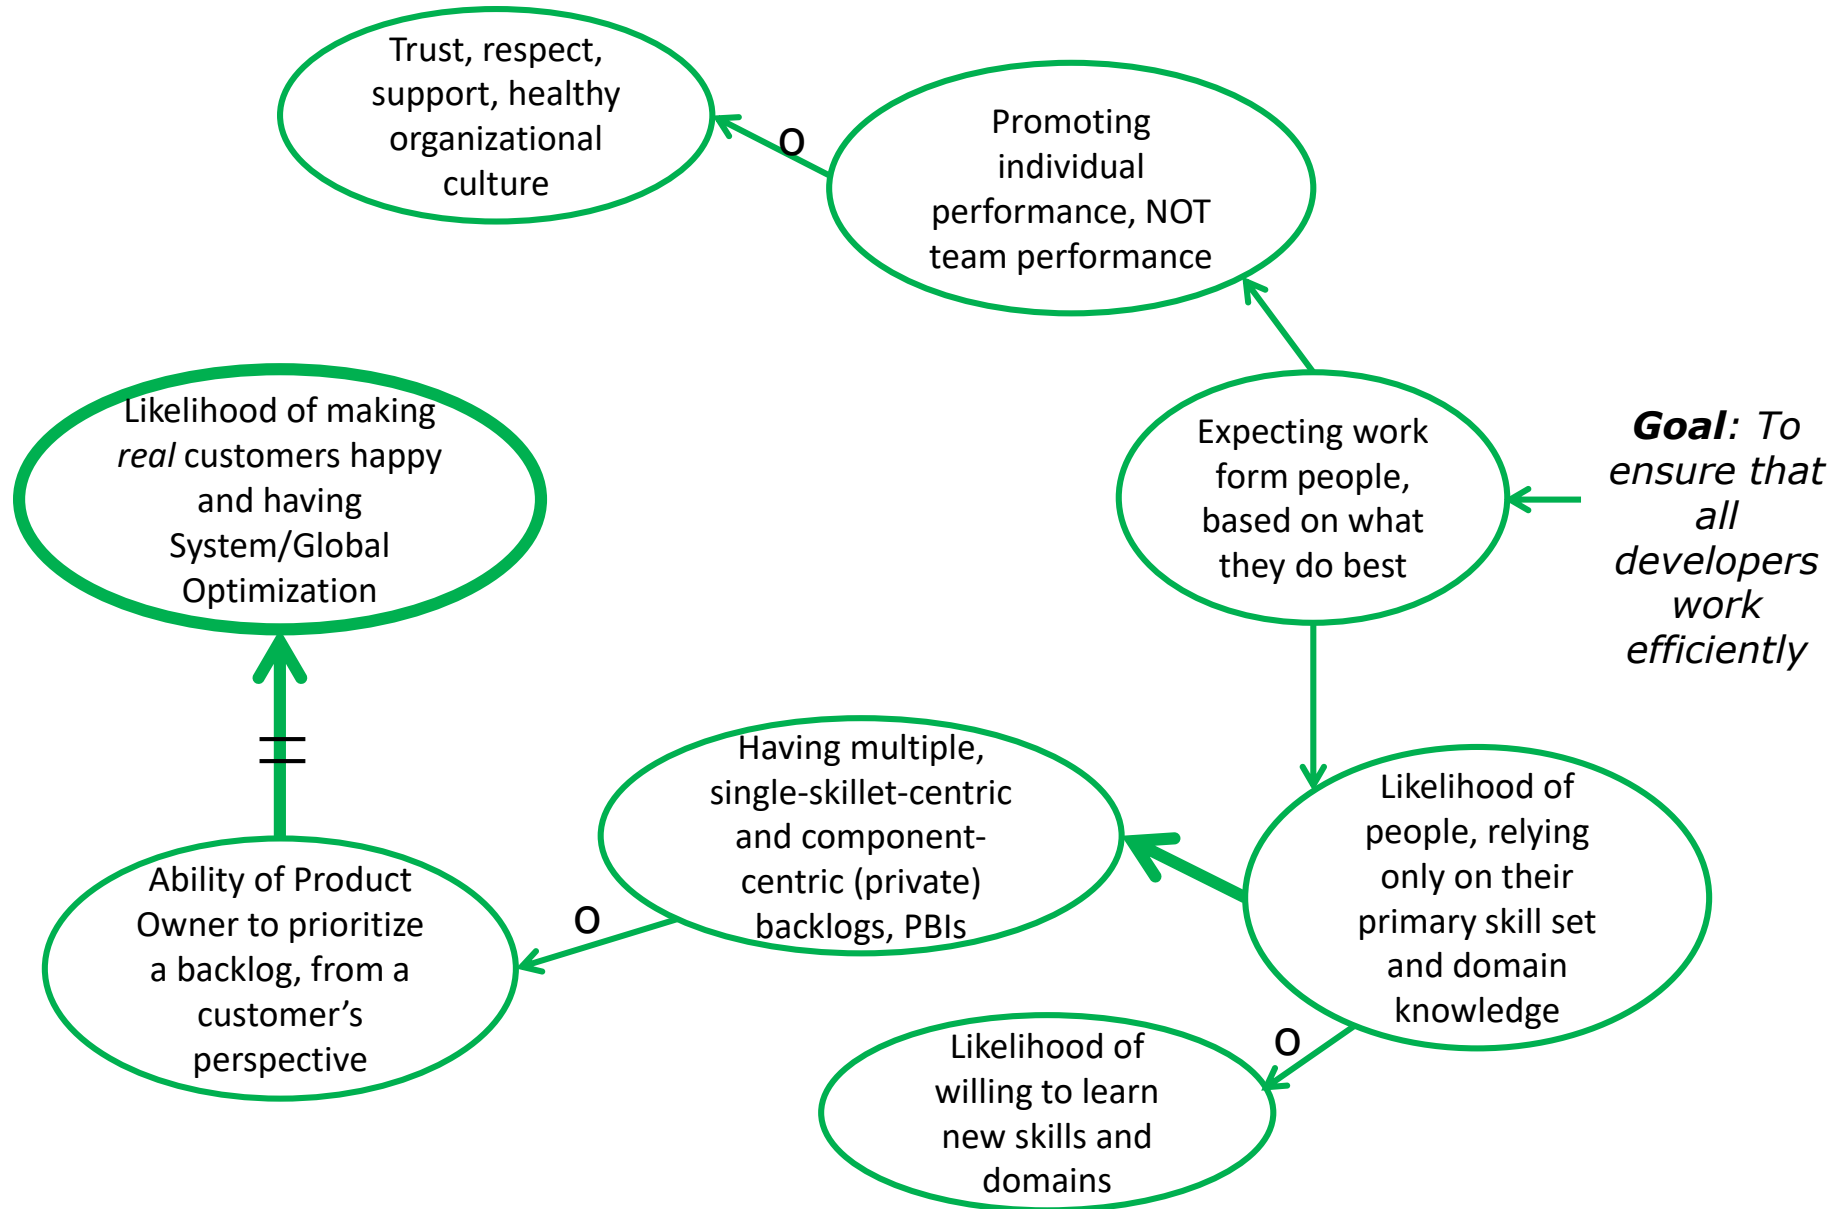 Trust, respect,
support, healthy
organizational
culture
O
Promoting
individual
performance, NOT
team performance
Likelihood of making
real customers happy
and having
System/Global
Optimization
Expecting work
form people,
based on what
they do best
Goal: To
ensure that
all
developers
work
efficiently
Having multiple,
single-skillet-centric
and component-
centric (private)
backlogs, PBIs
Likelihood of
people, relying
only on their
primary skill set
and domain
knowledge
Ability of Product
Owner to prioritize
a backlog, from a
customer’s
perspective
O
O
Likelihood of
willing to learn
new skills and
domains